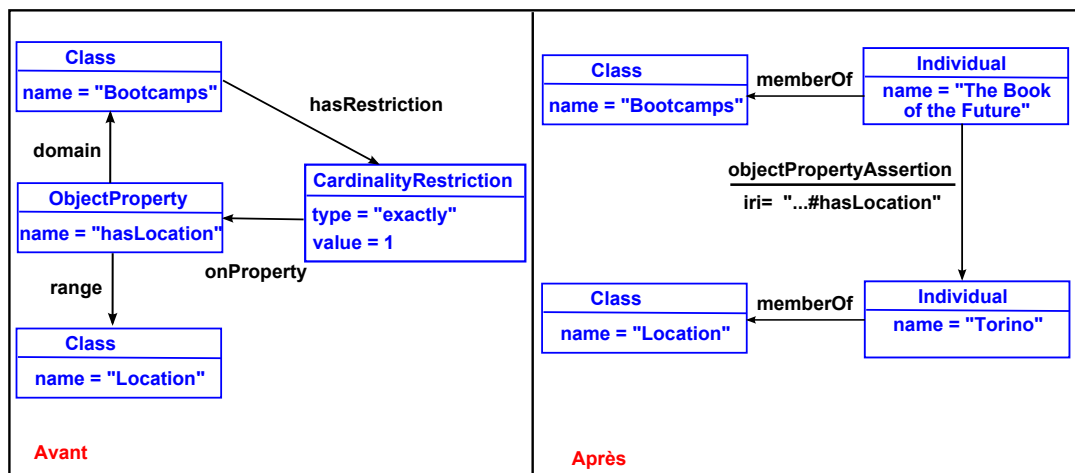 Class
name = "Bootcamps"
hasRestriction
domain
ObjectProperty
name = "hasLocation"
CardinalityRestriction
type = "exactly"
value = 1
onProperty
range
Class
name = "Location"
Avant
Class
name = "Bootcamps"
memberOf
Individual
name = "The Book
of the Future"
objectPropertyAssertion
iri= "...#hasLocation"
Class
name = "Location"
memberOf
Individual
name = "Torino"
Après